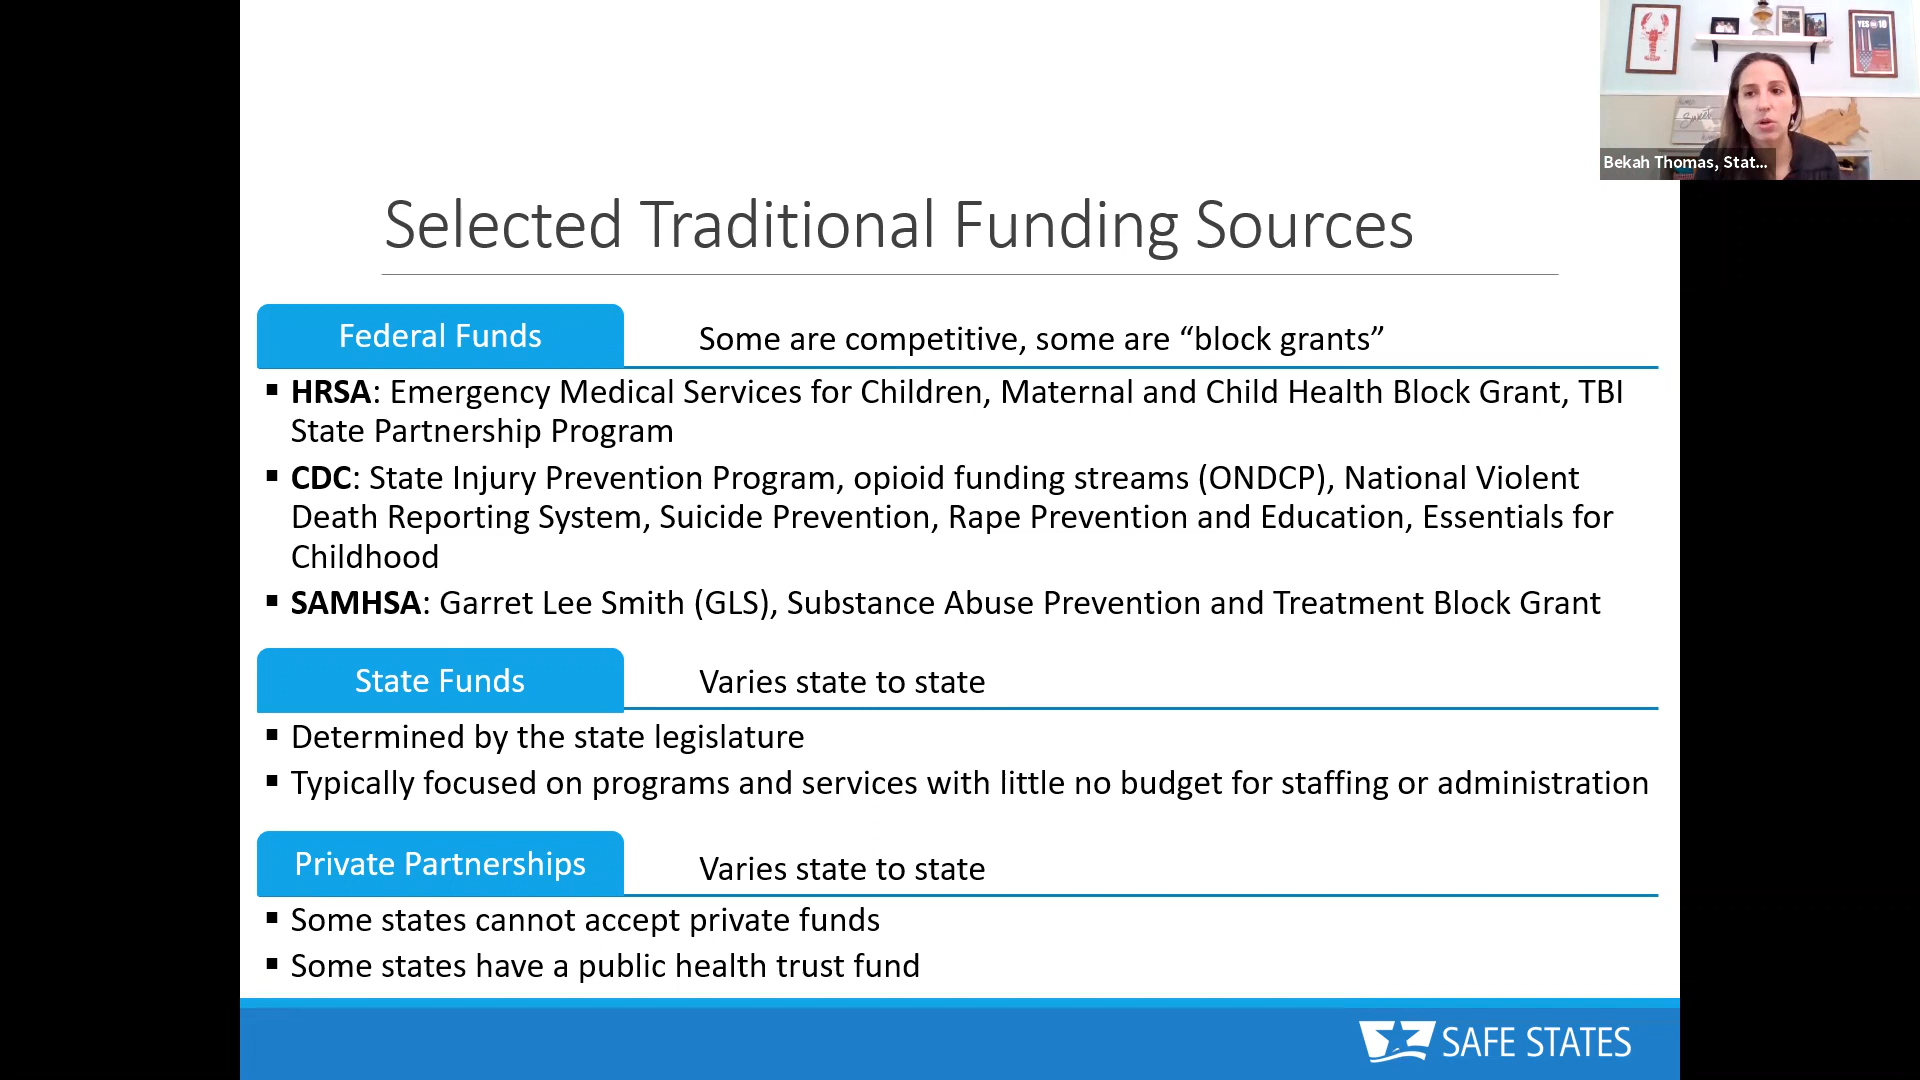 YES
10
Sweet
Bekah Thomas, Stat...
Selected Traditional Funding Sources
Federal Funds
Some are competitive, some are “block grants”
▪ HRSA: Emergency Medical Services for Children, Maternal and Child Health Block Grant, TBI
State Partnership Program
▪ CDC: State Injury Prevention Program, opioid funding streams (ONDCP), National Violent
Death Reporting System, Suicide Prevention, Rape Prevention and Education, Essentials for
Childhood
▪ SAMHSA: Garret Lee Smith (GLS), Substance Abuse Prevention and Treatment Block Grant
State Funds
Varies state to state
▪ Determined by the state legislature
▪ Typically focused on programs and services with little no budget for staffing or administration
Private Partnerships
Varies state to state
▪ Some states cannot accept private funds
▪ Some states have a public health trust fund
SAFE STATES